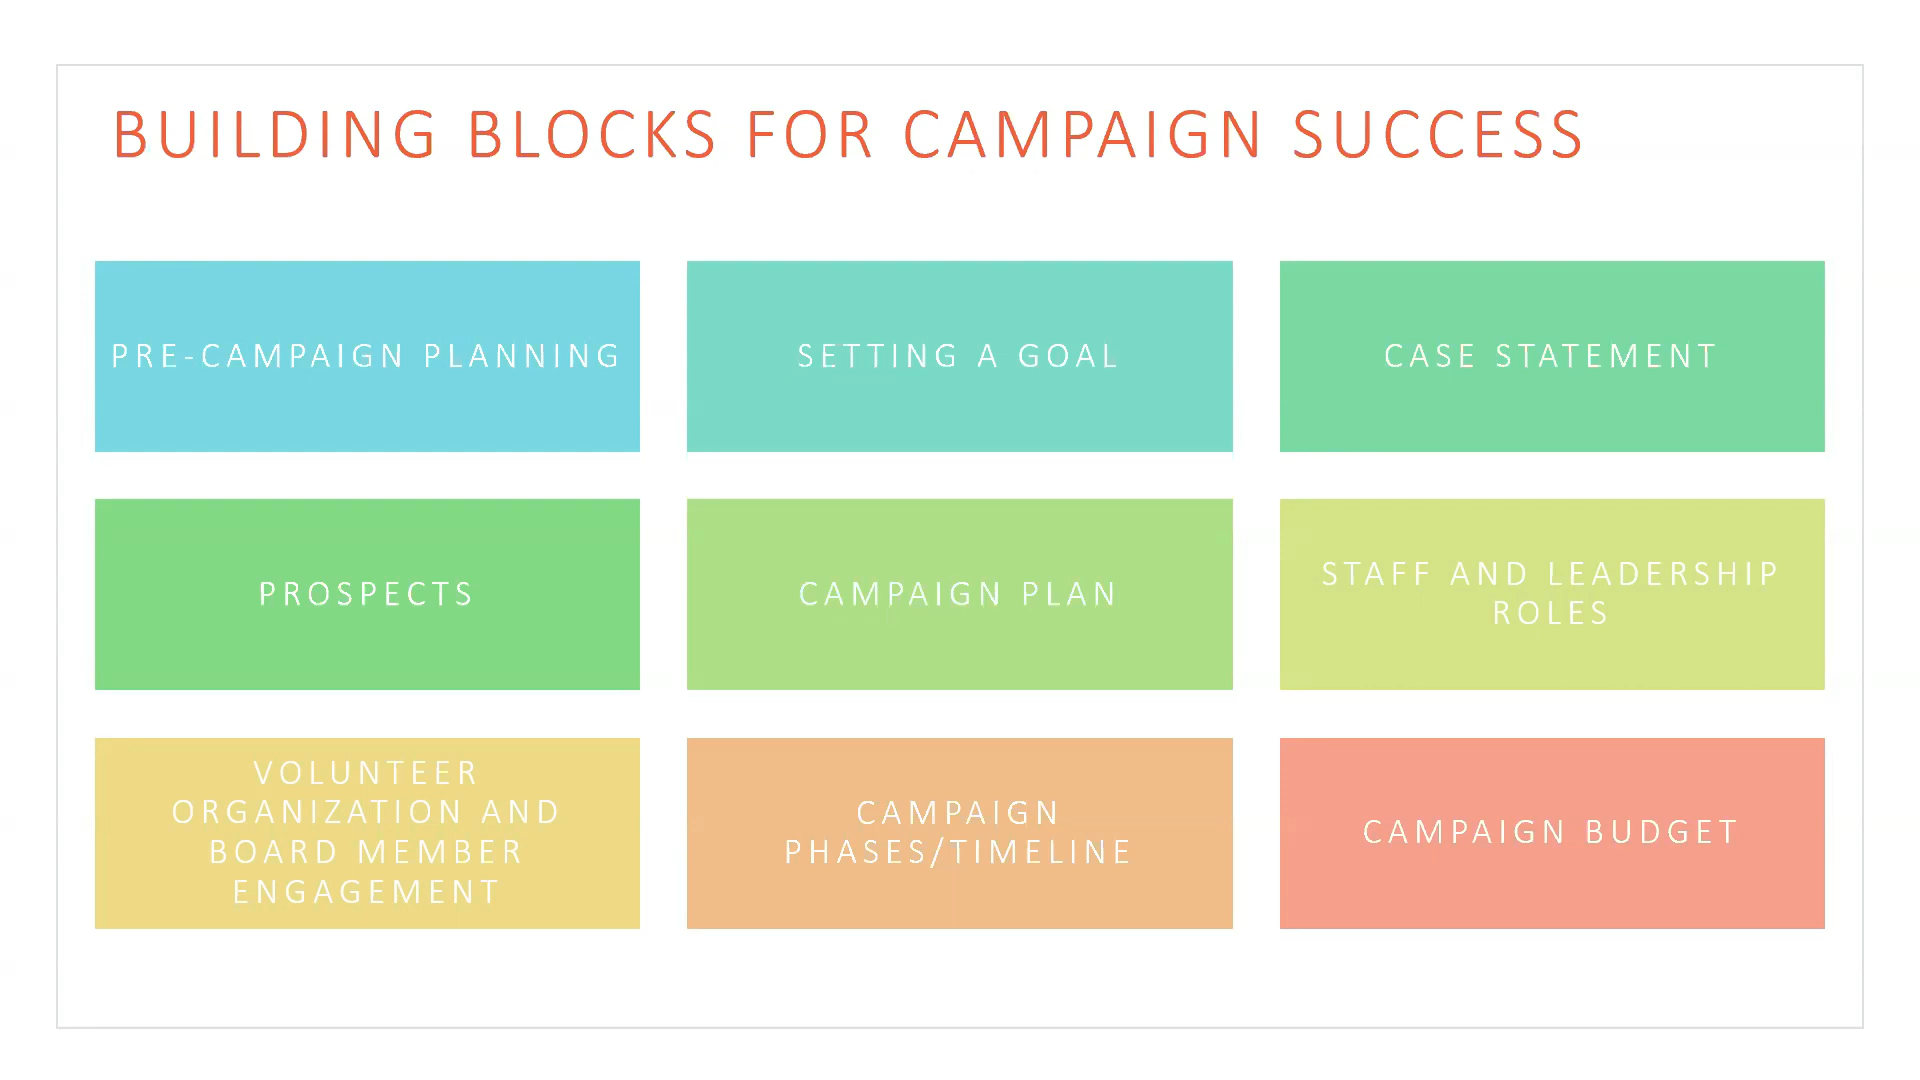 BUILDING BLOCKS FOR CAMPAIGN SUCCESS
PRE-CAMPAIGN PLANNING
SETTING A GOAL
CASE STATEMENT
PROSPECTS
CAMPAIGN PLAN
STAFF AND LEADERSHIP
ROLES
VOLUNTEER
ORGANIZATION AND
BOARD MEMBER
ENGAGEMENT
CAMPAIGN
PHASES/TIMELINE
CAMPAIGN BUDGET